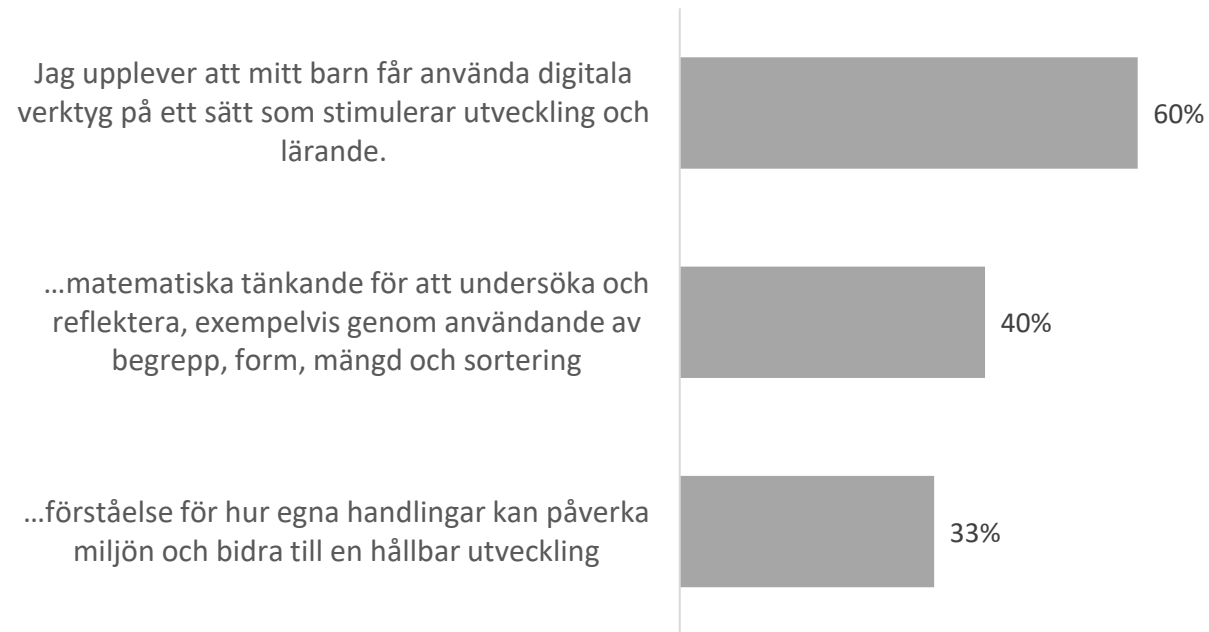 Jag upplever att mitt barn får använda digitala
verktyg på ett sätt som stimulerar utveckling och
lärande.
60%
…matematiska tänkande för att undersöka och
reflektera, exempelvis genom användande av
begrepp, form, mängd och sortering
40%
…förståelse för hur egna handlingar kan påverka
miljön och bidra till en hållbar utveckling
33%